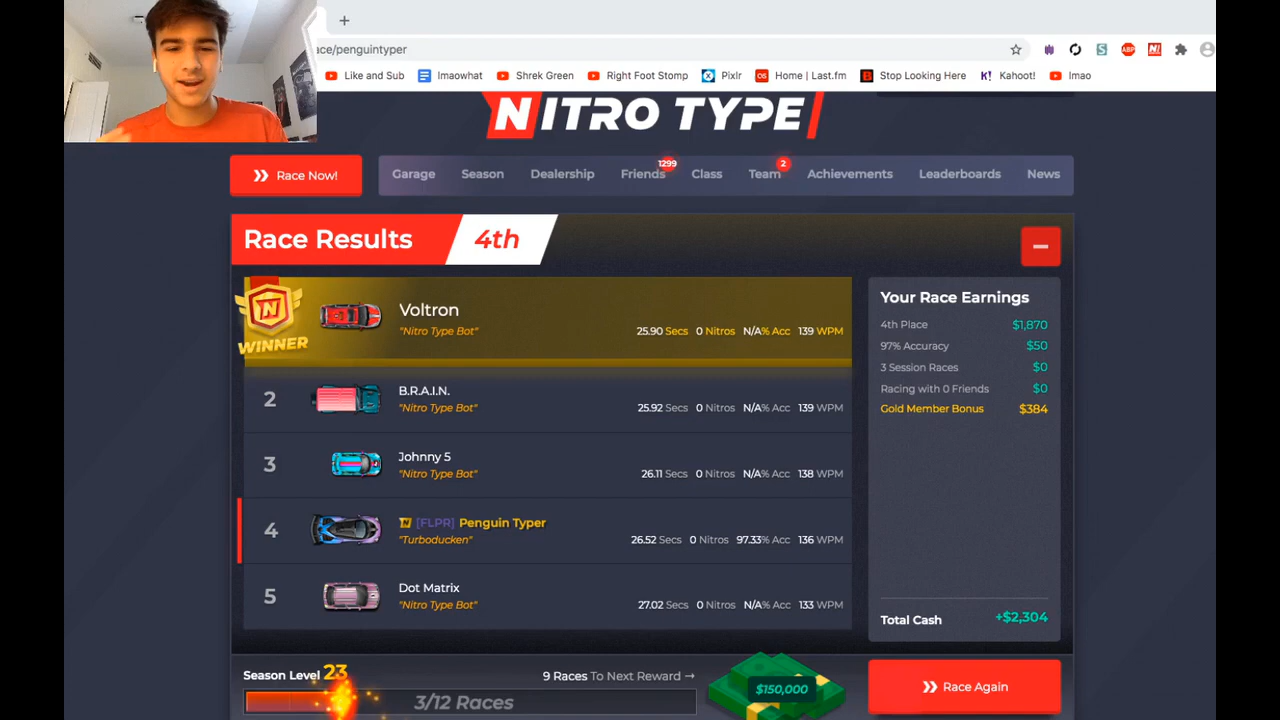 +
ace/penguintyper
Like and Sub
lmaowhat
Shrek Green
Right Foot Stomp
Pixlr
Home | Last.fm
Stop Looking Here
Kahoot!
lmao
NITRO TYPE
Race Now!
Garage
Season
Dealership
Friends
1299
Class
Team
2
Achievements
Leaderboards
News
Race Results
4th
WINNER
Voltron
"Nitro Type Bot"
25.90 Secs 0 Nitros N/A% Acc 139 WPM
2
B.R.A.I.N.
"Nitro Type Bot"
25.92 Secs 0 Nitros N/A% Acc 139 WPM
3
Johnny 5
"Nitro Type Bot"
26.11 Secs 0 Nitros N/A% Acc 138 WPM
4
[FLPR] Penguin Typer
"Turboducken"
26.52 Secs 0 Nitros 97.33% Acc 136 WPM
5
Dot Matrix
"Nitro Type Bot"
27.02 Secs 0 Nitros N/A% Acc 133 WPM
Your Race Earnings
4th Place $1,870
97% Accuracy $50
3 Session Races $0
Racing with 0 Friends $0
Gold Member Bonus $384
Total Cash +$2,304
Season Level 23
9 Races To Next Reward →
3/12 Races
$150,000
Race Again